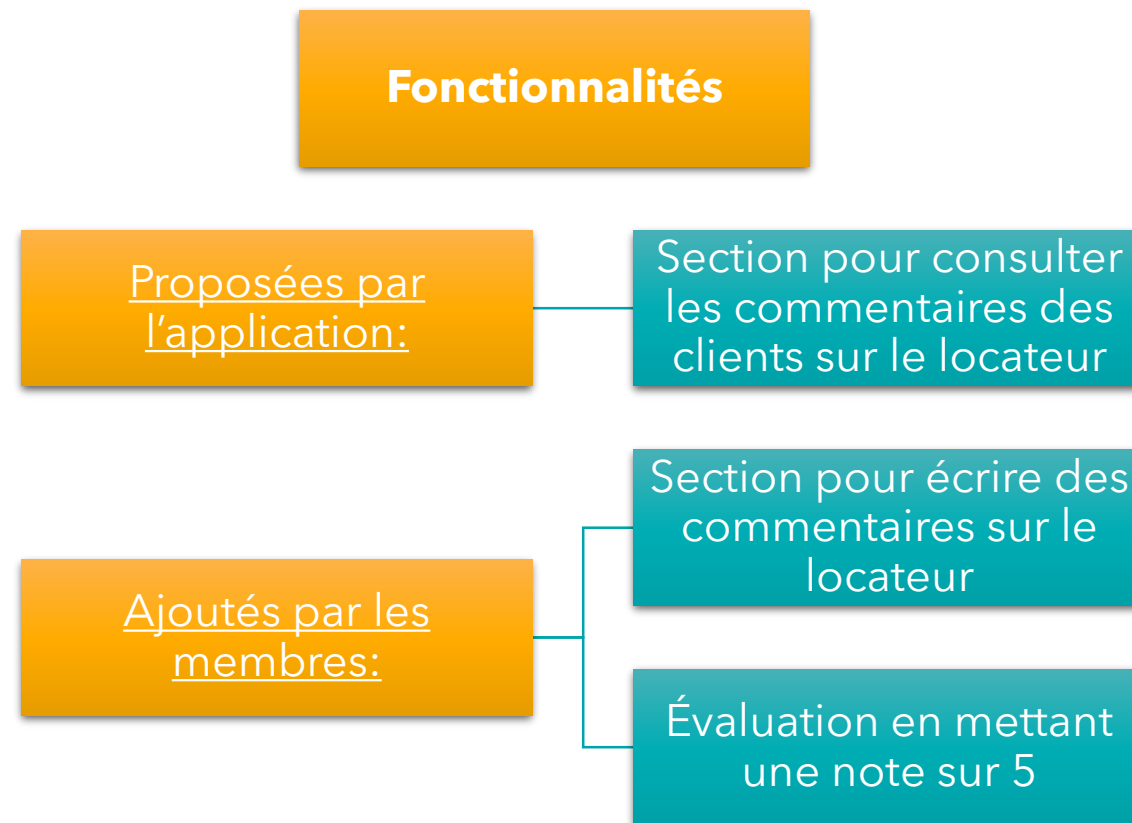 Fonctionnalités
Proposées par
l’application:
Section pour consulter
les commentaires des
clients sur le locateur
Ajoutés par les
membres:
Section pour écrire des
commentaires sur le
locateur
Évaluation en mettant
une note sur 5